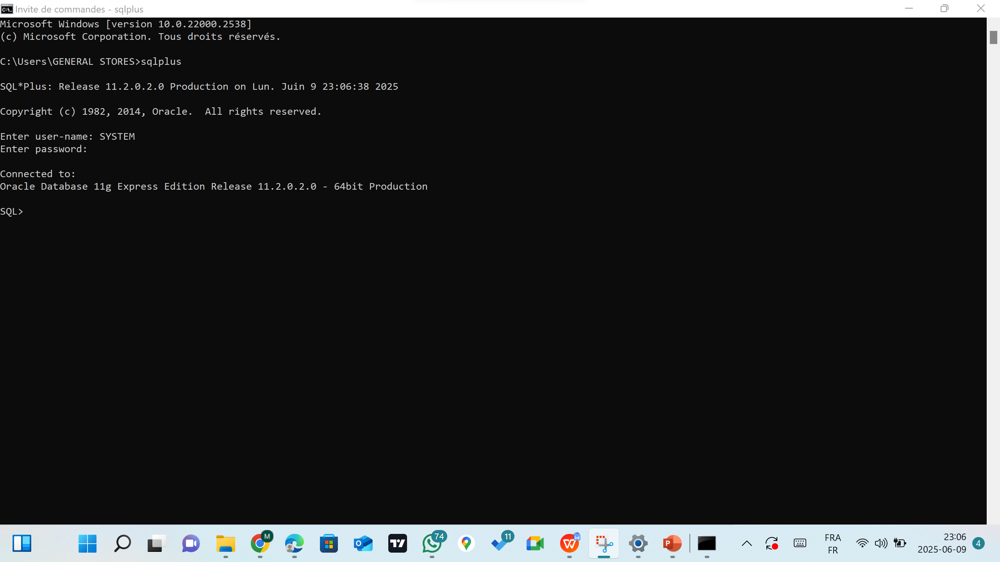 Invite de commandes - sqlplus
Microsoft Windows [version 10.0.22000.2538]
(c) Microsoft Corporation. Tous droits réservés.
C:\Users\GENERAL STORES>sqlplus
SQL*Plus: Release 11.2.0.2.0 Production on Lun. Juin 9 23:06:38 2025
Copyright (c) 1982, 2014, Oracle.  All rights reserved.
Enter user-name: SYSTEM
Enter password:
Connected to:
Oracle Database 11g Express Edition Release 11.2.0.2.0 - 64bit Production
SQL>
M
74
11
FRA
FR
23:06
2025-06-09
4